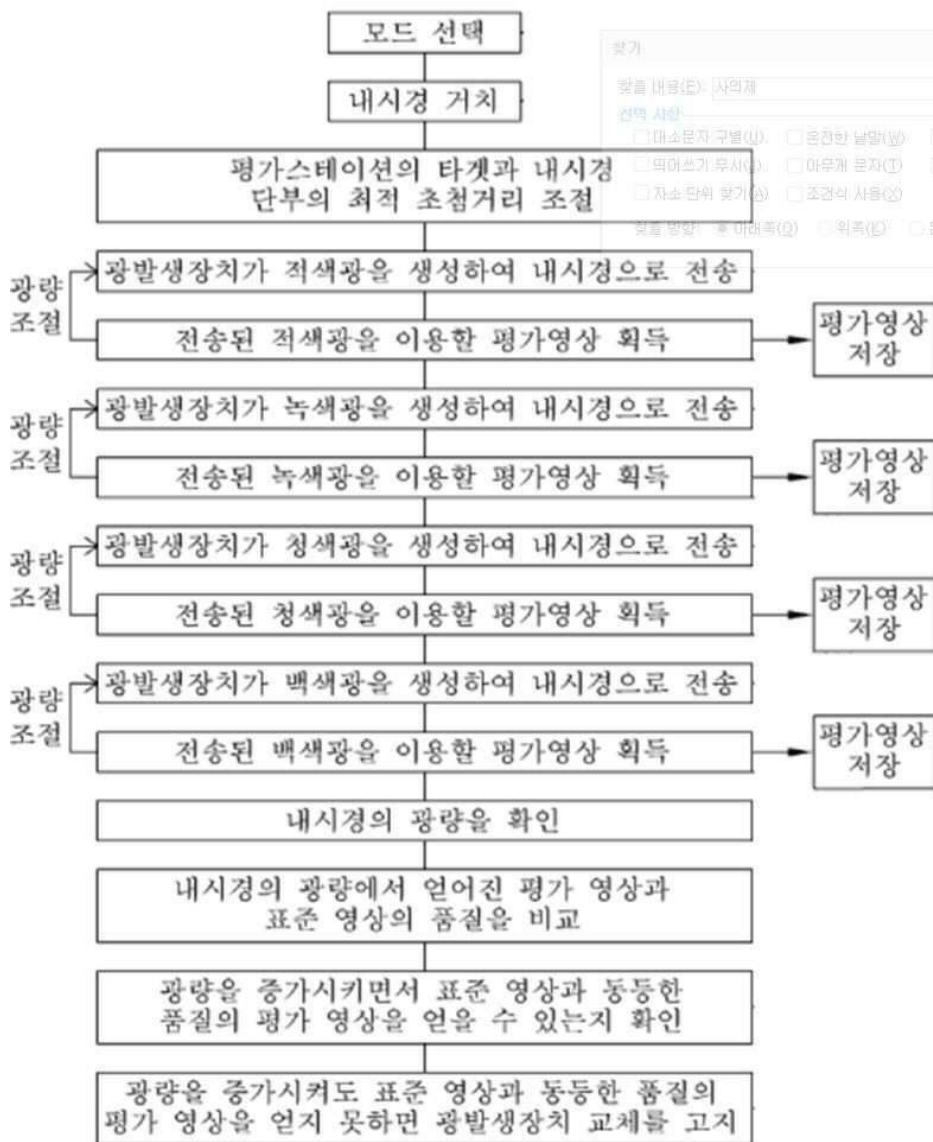 모드 선택
내시경 거치
평가스테이션의 타겟과 내시경
단부의 최적 초첨거리 조절
광량
조절
광발생장치가 적색광을 생성하여 내시경으로 전송
전송된 적색광을 이용할 평가영상 획득
평가영상
저장
광량
조절
광발생장치가 녹색광을 생성하여 내시경으로 전송
전송된 녹색광을 이용할 평가영상 획득
평가영상
저장
광량
조절
광발생장치가 청색광을 생성하여 내시경으로 전송
전송된 청색광을 이용할 평가영상 획득
평가영상
저장
광량
조절
광발생장치가 백색광을 생성하여 내시경으로 전송
전송된 백색광을 이용할 평가영상 획득
평가영상
저장
내시경의 광량을 확인
내시경의 광량에서 얻어진 평가 영상과
표준 영상의 품질을 비교
광량을 증가시키면서 표준 영상과 동등한
품질의 평가 영상을 얻을 수 있는지 확인
광량을 증가시켜도 표준 영상과 동등한 품질의
평가 영상을 얻지 못하면 광발생장치 교체를 고지
찾기
찾을 내용(F): 사의제
선택 사항
대소문자 구별(U) 온전한 낱말(W)
띄어쓰기 무시(J) 아무개 문자(T)
자소 단위 찾기(A) 조건식 사용(X)
찾을 방향: 아래쪽(Q) 위쪽(E)